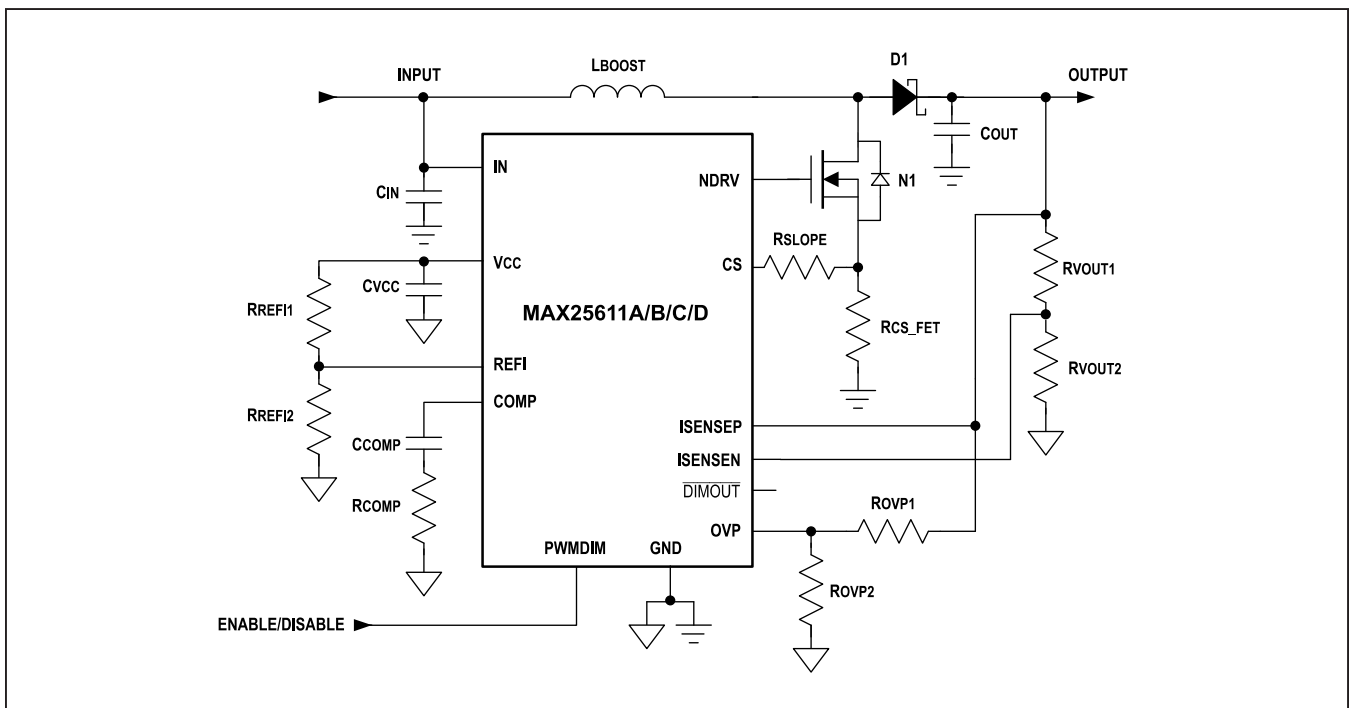 INPUT
LBOOST
D1
OUTPUT
COUT
IN
NDRV
N1
CIN
RSLOPE
CS
VCC
CVCC
RVOUT1
RREFI1
MAX25611A/B/C/D
RCS_FET
REFI
RVOUT2
RREFI2
COMP
CCOMP
ISENSEP
ISENSEN
RCOMP
DIMOUT
ROVP1
OVP
PWMDIM
GND
ROVP2
ENABLE/DISABLE